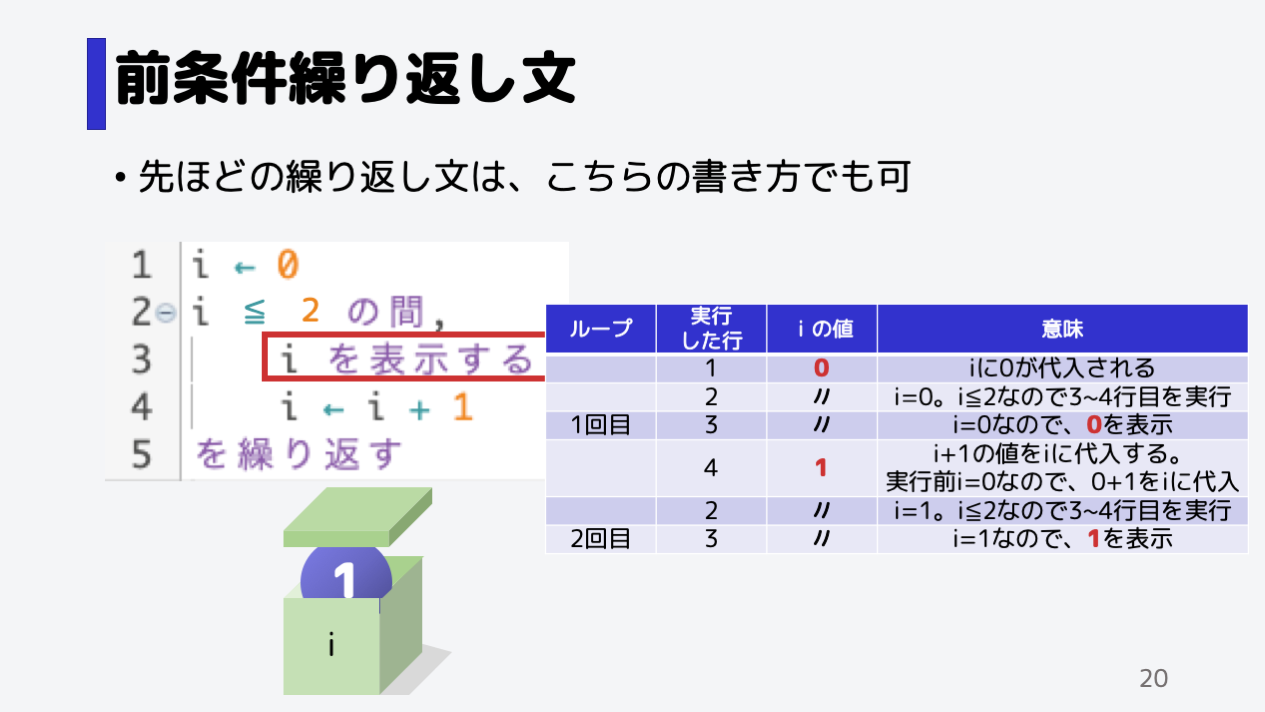 前条件繰り返し文
• 先ほどの繰り返し文は、こちらの書き方でも可
1 i ← 0
2 i ≦ 2 の間,
3 i を表示する
4 i ← i + 1
5 を繰り返す
ループ 実行した行 i の値 意味
1 0 iに0が代入される
2 〃 i=0。i≦2なので3~4行目を実行
1回目 3 〃 i=0なので、0を表示
4 1 i+1の値をiに代入する。
実行前i=0なので、0+1をiに代入
2 〃 i=1。i≦2なので3~4行目を実行
2回目 3 〃 i=1なので、1を表示
1
i
20